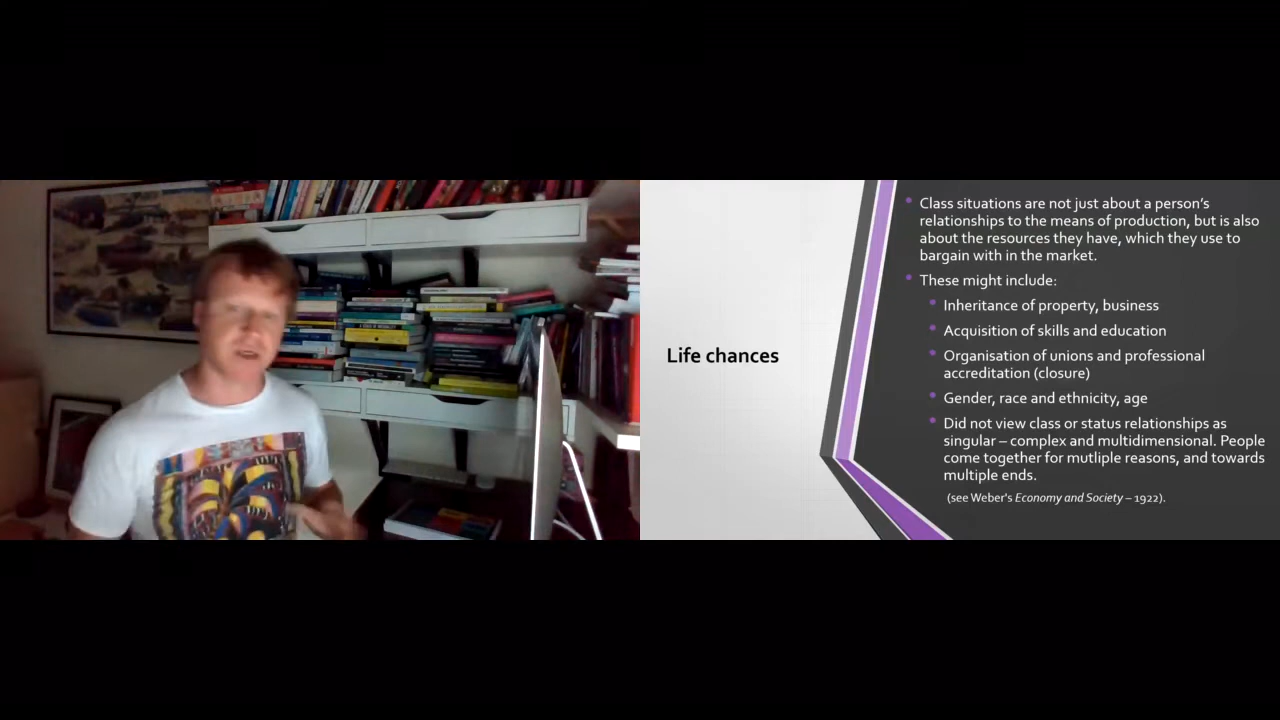 Life chances
Class situations are not just about a person's
relationships to the means of production, but is also
about the resources they have, which they use to
bargain with in the market.
These might include:
Inheritance of property, business
Acquisition of skills and education
Organisation of unions and professional
accreditation (closure)
Gender, race and ethnicity, age
Did not view class or status relationships as
singular – complex and multidimensional. People
come together for mutliple reasons, and towards
multiple ends.
(see Weber's Economy and Society – 1922).